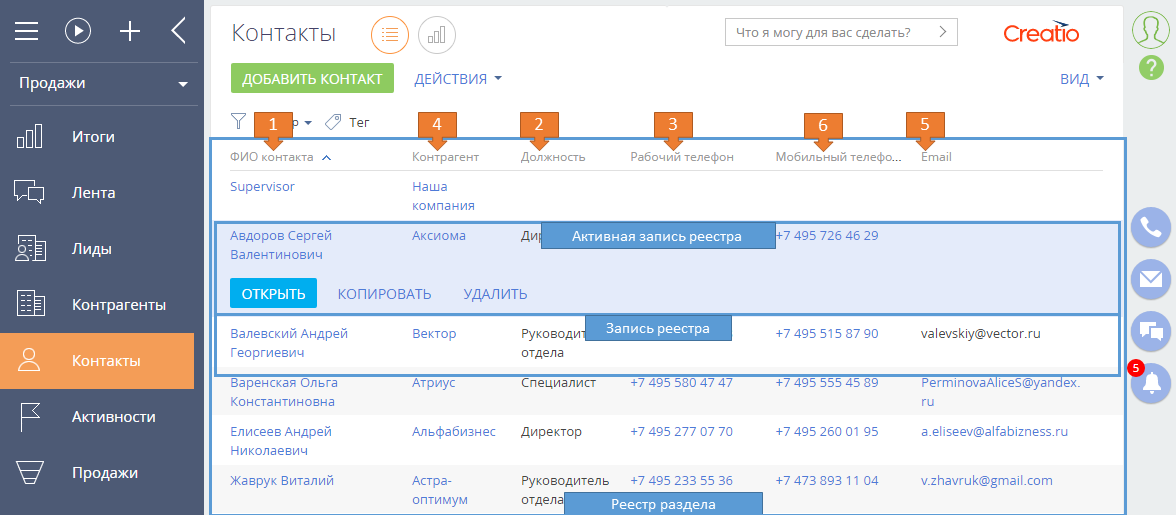 Контакты
Что я могу для вас сделать?
Creatio
ДОБАВИТЬ КОНТАКТ
ДЕЙСТВИЯ
ВИД
?
Продажи
Итоги
Лента
Лиды
Контрагенты
Контакты
Активности
Продажи
Тег
1 4 2 3 6 5
ФИО контакта Контрагент Должность Рабочий телефон Мобильный телефо... Email
Supervisor Наша
компания
Авдоров Сергей Аксиома +7 495 726 46 29
Валентинович
Активная запись реестра
ОТКРЫТЬ КОПИРОВАТЬ УДАЛИТЬ
Запись реестра
Валевский Андрей Вектор +7 495 515 87 90 valevskiy@vector.ru
Георгиевич отдела
Варенская Ольга Атриус Специалист +7 495 580 47 47 +7 495 555 45 89 PerminovaAliceS@yandex.
Константиновна ru
5
Елисеев Андрей Альфабизнес Директор +7 495 277 07 70 +7 495 260 01 95 a.eliseev@alfabizness.ru
Николаевич
Жаврук Виталий Астра- Руководитель +7 495 233 55 36 +7 473 893 11 04 v.zhavruk@gmail.com
оптимум отдела
Реестр раздела